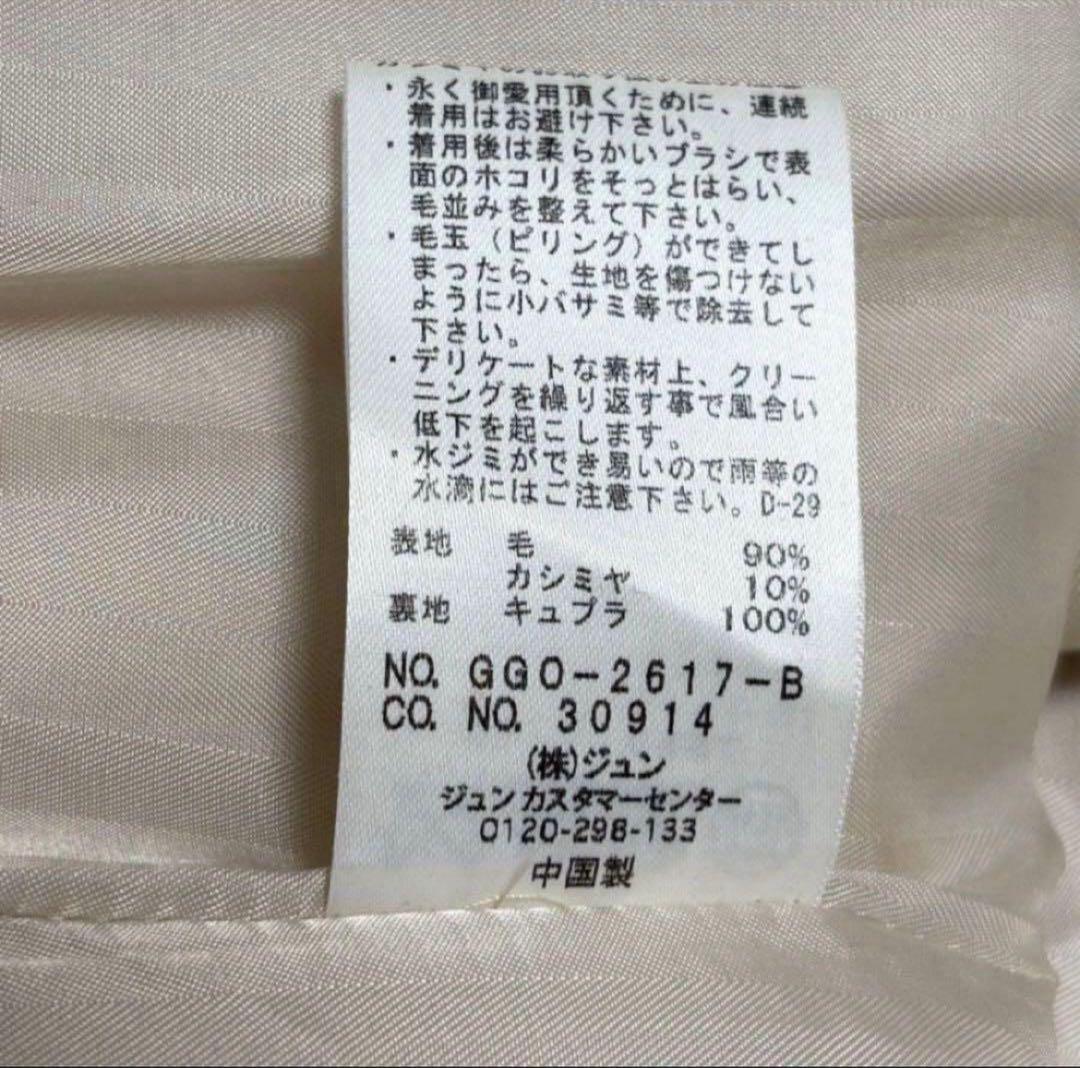 ・永く御愛用頂くために、連続
着用はお避け下さい。
・着用後は柔らかいブラシで表
面のホコリをそっとはらい、
毛並みを整えて下さい。
・毛玉（ピリング）ができてし
まったら、生地を傷つけない
ように小バサミ等で除去して
下さい。
・デリケートな素材上、クリー
ニングを繰り返す事で風合い
低下を起こします。
・水ジミができ易いので雨等の
水滴にはご注意下さい。D-29
表地 毛 90%
カシミヤ 10%
裏地 キュプラ 100%
NO. GGO-2617-B
CO. NO. 30914
(株)ジュン
ジュンカスタマーセンター
0120-298-133
中国製